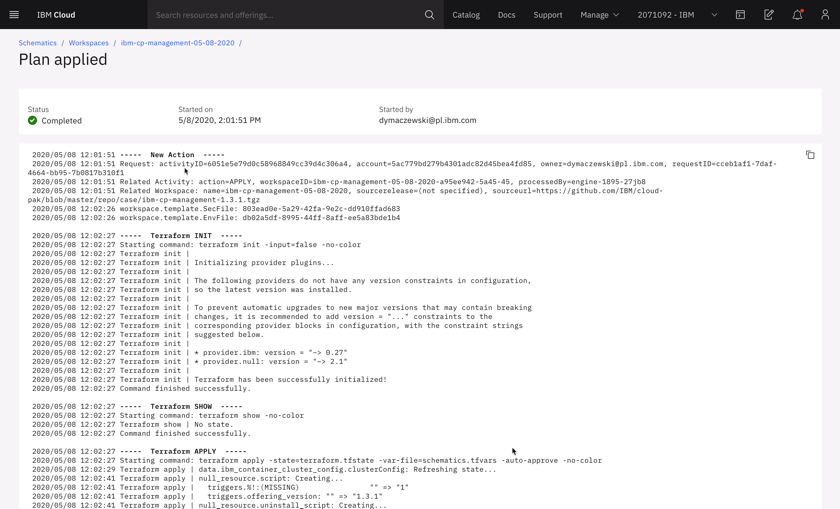 IBM Cloud
Search resources and offerings...
Catalog Docs Support Manage 2071092 - IBM
Schematics / Workspaces / ibm-cp-management-05-08-2020 /
Plan applied
Status Started on Started by
Completed 5/8/2020, 2:01:51 PM dymaczewski@pl.ibm.com
2020/05/08 12:01:51 ----- New Action -----
2020/05/08 12:01:51 Request: activityID=6051e5e79d0c58968849cc39d4c306a4, account=5ac779bd279b4301adc82d45bea4fd85, owner=dymaczewski@pl.ibm.com, requestID=cceb1af1-7daf-
4664-bb95-7b0817b310f1
2020/05/08 12:01:51 Related Activity: action=APPLY, workspaceID=ibm-cp-management-05-08-2020-a95ee942-5a45-45, processedBy=engine-1895-27jb8
2020/05/08 12:01:51 Related Workspace: name=ibm-cp-management-05-08-2020, sourcerelease=(not specified), sourceurl=https://github.com/IBM/cloud-
pak/blob/master/repo/case/ibm-cp-management-1.3.1.tgz
2020/05/08 12:02:26 workspace.template.SecFile: 803ead0e-5a29-42fa-9e2c-dd910ffad683
2020/05/08 12:02:26 workspace.template.EnvFile: db02a5df-8995-44ff-8aff-ee5a83bde1b4
2020/05/08 12:02:27 ----- Terraform INIT -----
2020/05/08 12:02:27 Starting command: terraform init -input=false -no-color
2020/05/08 12:02:27 Terraform init |
2020/05/08 12:02:27 Terraform init | Initializing provider plugins...
2020/05/08 12:02:27 Terraform init |
2020/05/08 12:02:27 Terraform init | The following providers do not have any version constraints in configuration,
2020/05/08 12:02:27 Terraform init | so the latest version was installed.
2020/05/08 12:02:27 Terraform init |
2020/05/08 12:02:27 Terraform init | To prevent automatic upgrades to new major versions that may contain breaking
2020/05/08 12:02:27 Terraform init | changes, it is recommended to add version = "..." constraints to the
2020/05/08 12:02:27 Terraform init | corresponding provider blocks in configuration, with the constraint strings
2020/05/08 12:02:27 Terraform init | suggested below.
2020/05/08 12:02:27 Terraform init |
2020/05/08 12:02:27 Terraform init | * provider.ibm: version = "~> 0.27"
2020/05/08 12:02:27 Terraform init | * provider.null: version = "~> 2.1"
2020/05/08 12:02:27 Terraform init |
2020/05/08 12:02:27 Terraform init | Terraform has been successfully initialized!
2020/05/08 12:02:27 Command finished successfully.
2020/05/08 12:02:27 ----- Terraform SHOW -----
2020/05/08 12:02:27 Starting command: terraform show -no-color
2020/05/08 12:02:27 Terraform show | No state.
2020/05/08 12:02:27 Command finished successfully.
2020/05/08 12:02:27 ----- Terraform APPLY -----
2020/05/08 12:02:27 Starting command: terraform apply -state=terraform.tfstate -var-file=schematics.tfvars -auto-approve -no-color
2020/05/08 12:02:29 Terraform apply | data.ibm_container_cluster_config.clusterConfig: Refreshing state...
2020/05/08 12:02:41 Terraform apply | null_resource.script: Creating...
2020/05/08 12:02:41 Terraform apply | triggers.%!:(MISSING) "" => "1"
2020/05/08 12:02:41 Terraform apply | triggers.offering_version: "" => "1.3.1"
2020/05/08 12:02:41 Terraform apply | null_resource.uninstall_script: Creating...